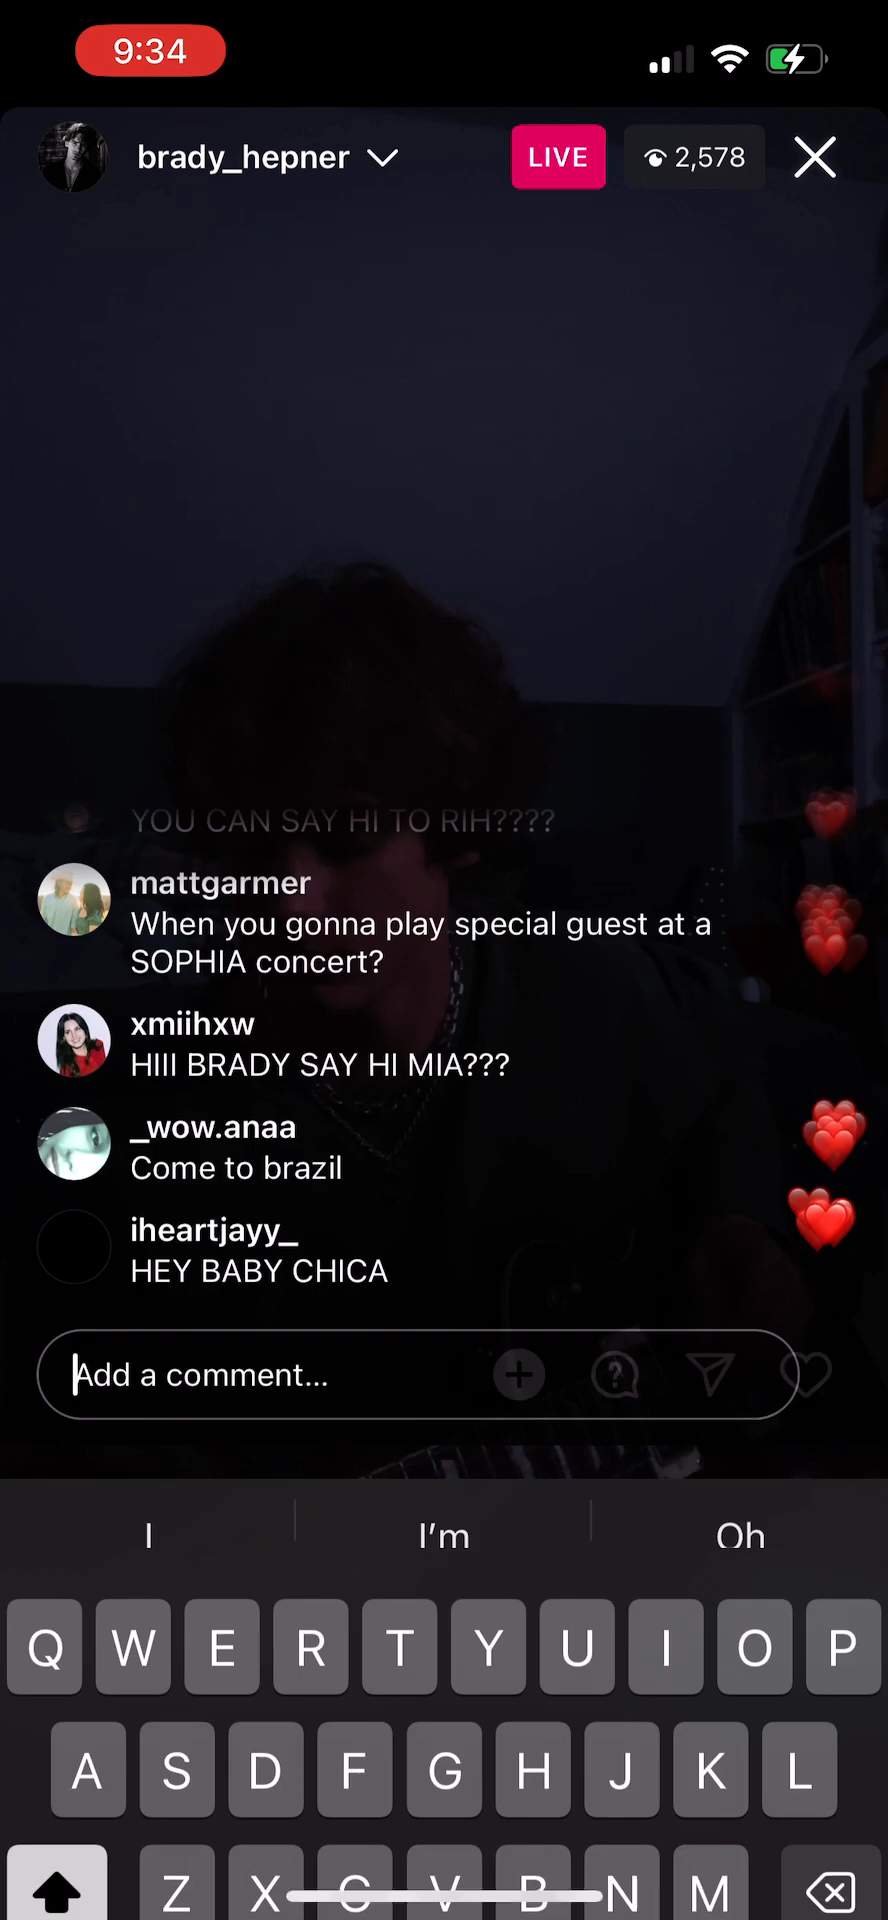 9:34
brady_hepner
LIVE
2,578
YOU CAN SAY HI TO RIH????
mattgarmer
When you gonna play special guest at a
SOPHIA concert?
xmiihxw
HIII BRADY SAY HI MIA???
_wow.anaa
Come to brazil
iheartjayy_
HEY BABY CHICA
Add a comment...
I I'm Oh
Q W E R T Y U I O P
A S D F G H J K L
Z X C V B N M